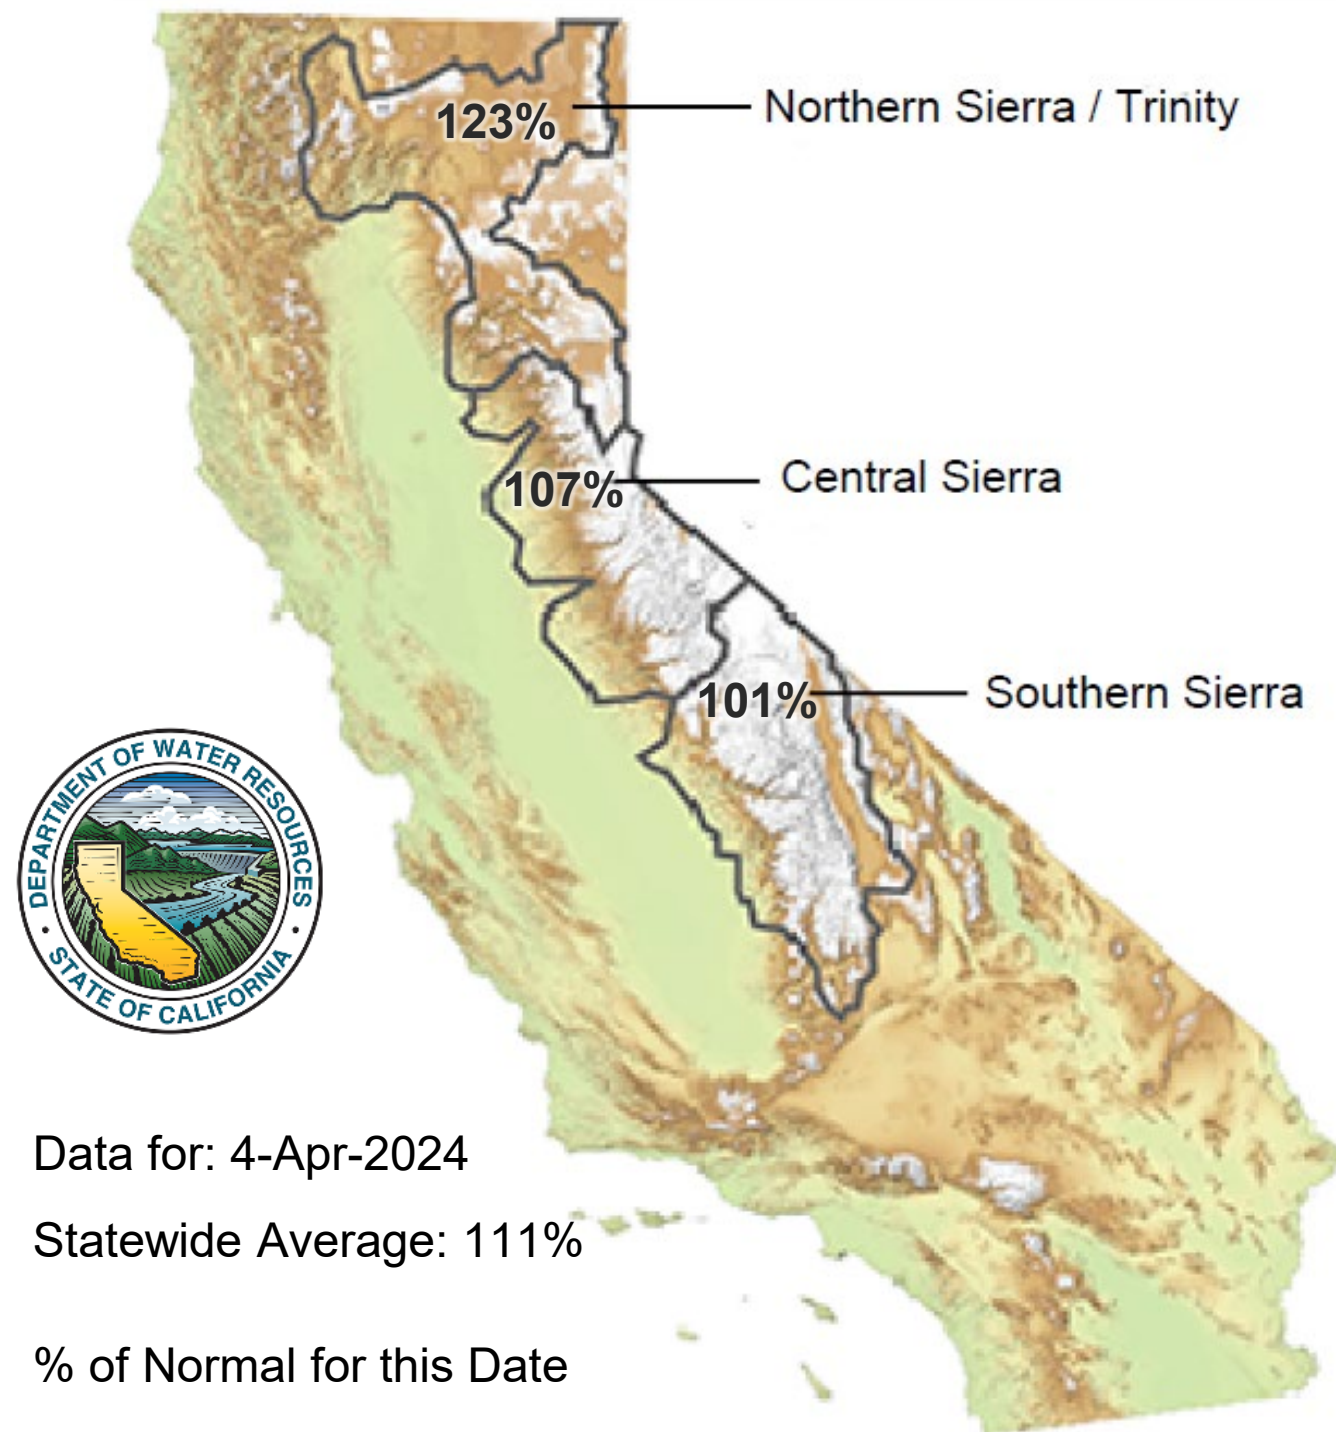 123%
Northern Sierra / Trinity
107%
Central Sierra
101%
Southern Sierra
DEPARTMENT OF WATER RESOURCES
• STATE OF CALIFORNIA •
Data for: 4-Apr-2024
Statewide Average: 111%
% of Normal for this Date